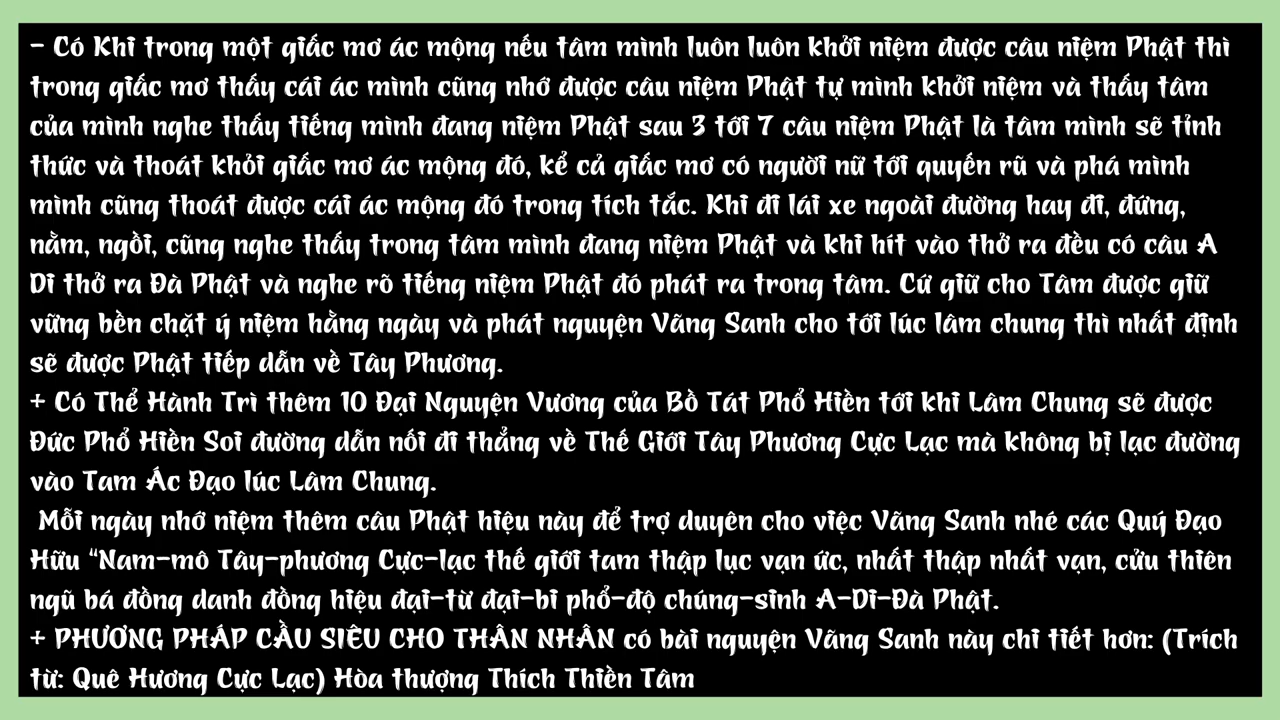 - Có Khi trong một giấc mơ ác mộng nếu tâm mình luôn luôn khởi niệm được câu niệm Phật thì
trong giấc mơ thấy cái ác mình cũng nhớ được câu niệm Phật tự mình khởi niệm và thấy tâm
của mình nghe thấy tiếng mình đang niệm Phật sau 3 tới 7 câu niệm Phật là tâm mình sẽ tỉnh
thức và thoát khỏi giấc mơ ác mộng đó, kể cả giấc mơ có người nữ tới quyến rũ và phá mình
mình cũng thoát được cái ác mộng đó trong tích tắc. Khi đi lái xe ngoài đường hay đi, đứng,
nằm, ngồi, cũng nghe thấy trong tâm mình đang niệm Phật và khi hít vào thở ra đều có câu A
Di thở ra Đà Phật và nghe rõ tiếng niệm Phật đó phát ra trong tâm. Cứ giữ cho Tâm được giữ
vững bền chặt ý niệm hằng ngày và phát nguyện Vãng Sanh cho tới lúc lâm chung thì nhất định
sẽ được Phật tiếp dẫn về Tây Phương.
+ Có Thể Hành Trì thêm 10 Đại Nguyện Vương của Bồ Tát Phổ Hiền tới khi Lâm Chung sẽ được
Đức Phổ Hiền Soi đường dẫn nối đi thẳng về Thế Giới Tây Phương Cực Lạc mà không bị lạc đường
vào Tam Ác Đạo lúc Lâm Chung.
Mỗi ngày nhớ niệm thêm câu Phật hiệu này để trợ duyên cho việc Vãng Sanh nhé các Quý Đạo
Hữu “Nam-mô Tây-phương Cực-lạc thế giới tam thập lục vạn ức, nhất thập nhất vạn, cửu thiên
ngũ bá đồng danh đồng hiệu đại-từ đại-bi phổ-độ chúng-sinh A-Di-Đà Phật.
+ PHƯƠNG PHÁP CẦU SIÊU CHO THÂN NHÂN có bài nguyện Vãng Sanh này chi tiết hơn: (Trích
từ: Quê Hương Cực Lạc) Hòa thượng Thích Thiền Tâm